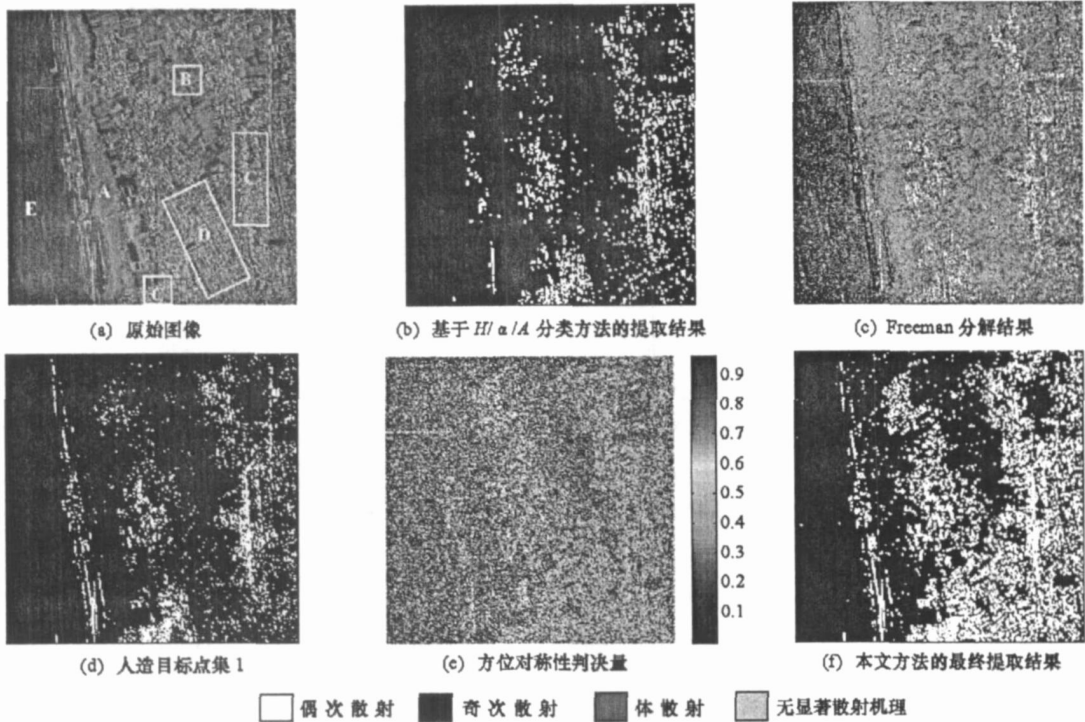 B
C
A
E
D
C
(a) 原始图像
(b) 基于 H/α/A 分类方法的提取结果
(c) Freeman 分解结果
0.9
0.8
0.7
0.6
0.5
0.4
0.3
0.2
0.1
(d) 人造目标点集 1
(e) 方位对称性判决量
(f) 本文方法的最终提取结果
偶次散射
奇次散射
体散射
无显著散射机理